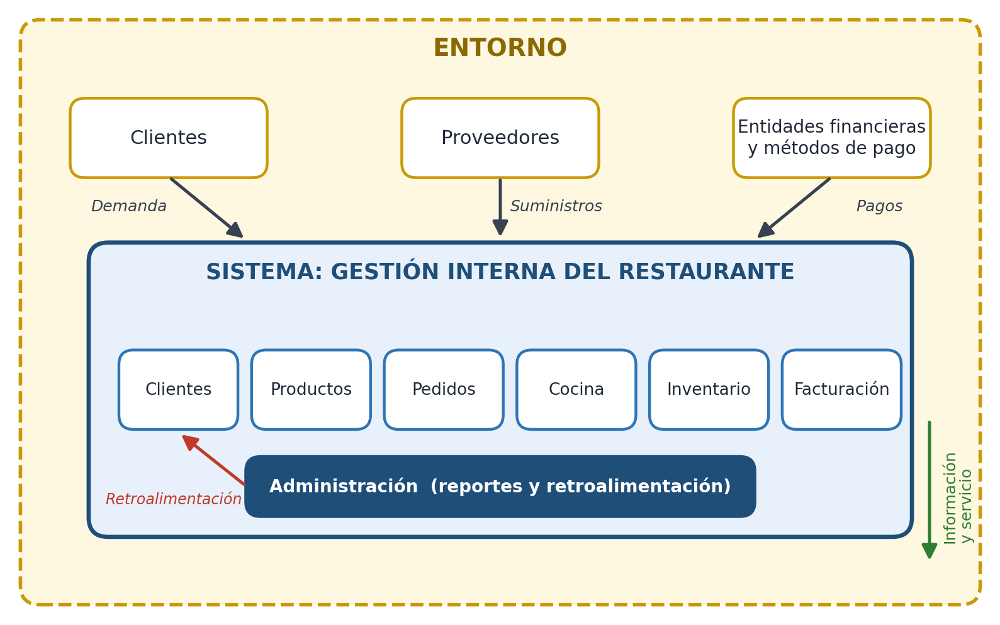 ENTORNO
Clientes
Proveedores
Entidades financieras
y métodos de pago
Demanda
Suministros
Pagos
SISTEMA: GESTIÓN INTERNA DEL RESTAURANTE
Clientes
Productos
Pedidos
Cocina
Inventario
Facturación
Administración  (reportes y retroalimentación)
Retroalimentación
Información
y servicio